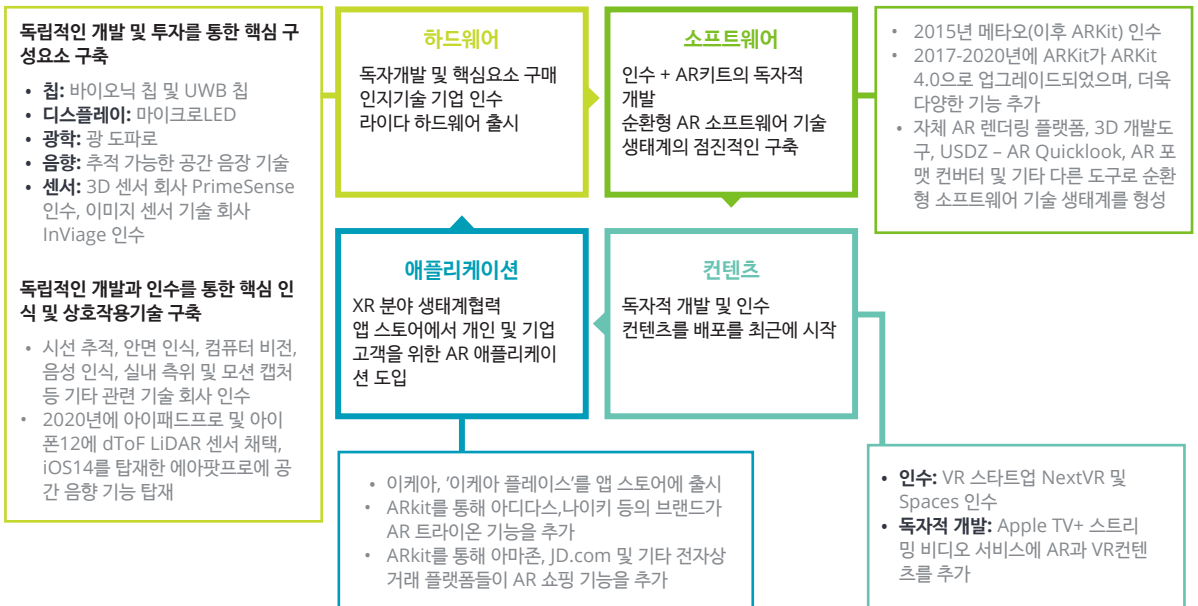 독립적인 개발 및 투자를 통한 핵심 구
성요소 구축
• 칩: 바이오닉 칩 및 UWB 칩
• 디스플레이: 마이크로LED
• 광학: 광 도파로
• 음향: 추적 가능한 공간 음장 기술
• 센서: 3D 센서 회사 PrimeSense
인수, 이미지 센서 기술 회사
InViage 인수
독립적인 개발과 인수를 통한 핵심 인
식 및 상호작용기술 구축
• 시선 추적, 안면 인식, 컴퓨터 비전,
음성 인식, 실내 측위 및 모션 캡처
등 기타 관련 기술 회사 인수
• 2020년에 아이패드프로 및 아이
폰12에 dToF LiDAR 센서 채택,
iOS14를 탑재한 에아팟프로에 공
간 음향 기능 탑재
하드웨어
독자개발 및 핵심요소 구매
인지기술 기업 인수
라이다 하드웨어 출시
소프트웨어
인수 + AR키트의 독자적
개발
순환형 AR 소프트웨어 기술
생태계의 점진적인 구축
• 2015년 메타오(이후 ARKit) 인수
• 2017-2020년에 ARKit가 ARKit
4.0으로 업그레이드되었으며, 더욱
다양한 기능 추가
• 자체 AR 렌더링 플랫폼, 3D 개발도
구, USDZ – AR Quicklook, AR 포
맷 컨버터 및 기타 다른 도구로 순환
형 소프트웨어 기술 생태계를 형성
애플리케이션
XR 분야 생태계협력
앱 스토어에서 개인 및 기업
고객을 위한 AR 애플리케이
션 도입
컨텐츠
독자적 개발 및 인수
컨텐츠를 배포를 최근에 시작
• 이케아, '이케아 플레이스'를 앱 스토어에 출시
• ARkit를 통해 아디다스,나이키 등의 브랜드가
AR 트라이온 기능을 추가
• ARkit를 통해 아마존, JD.com 및 기타 전자상
거래 플랫폼들이 AR 쇼핑 기능을 추가
• 인수: VR 스타트업 NextVR 및
Spaces 인수
• 독자적 개발: Apple TV+ 스트리
밍 비디오 서비스에 AR과 VR컨텐
츠를 추가